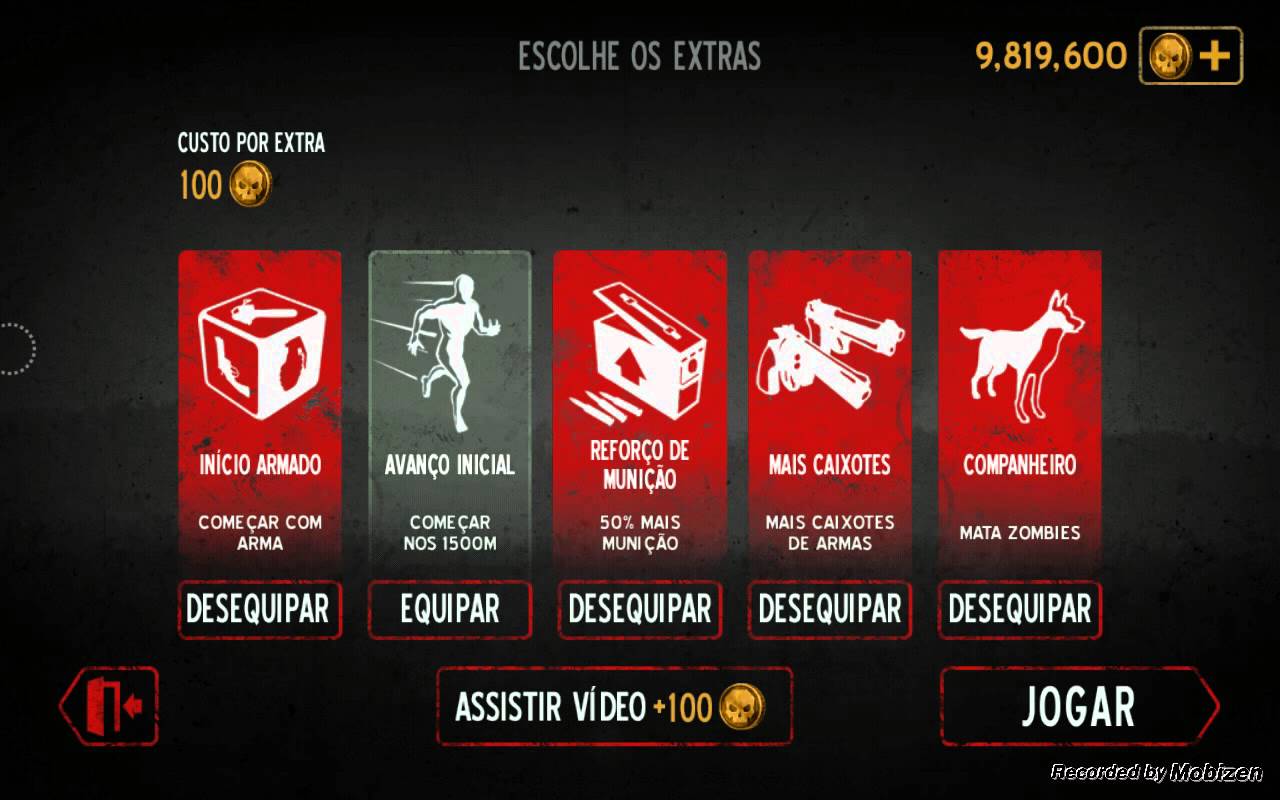 ESCOLHE OS EXTRAS
9,819,600
CUSTO POR EXTRA
100
INÍCIO ARMADO
COMEÇAR COM
ARMA
DESEQUIPAR
AVANÇO INICIAL
COMEÇAR
NOS 1500M
EQUIPAR
REFORÇO DE
MUNIÇÃO
50% MAIS
MUNIÇÃO
DESEQUIPAR
MAIS CAIXOTES
MAIS CAIXOTES
DE ARMAS
DESEQUIPAR
COMPANHEIRO
MATA ZOMBIES
DESEQUIPAR
ASSISTIR VÍDEO +100
JOGAR
Recorded by Mobizen